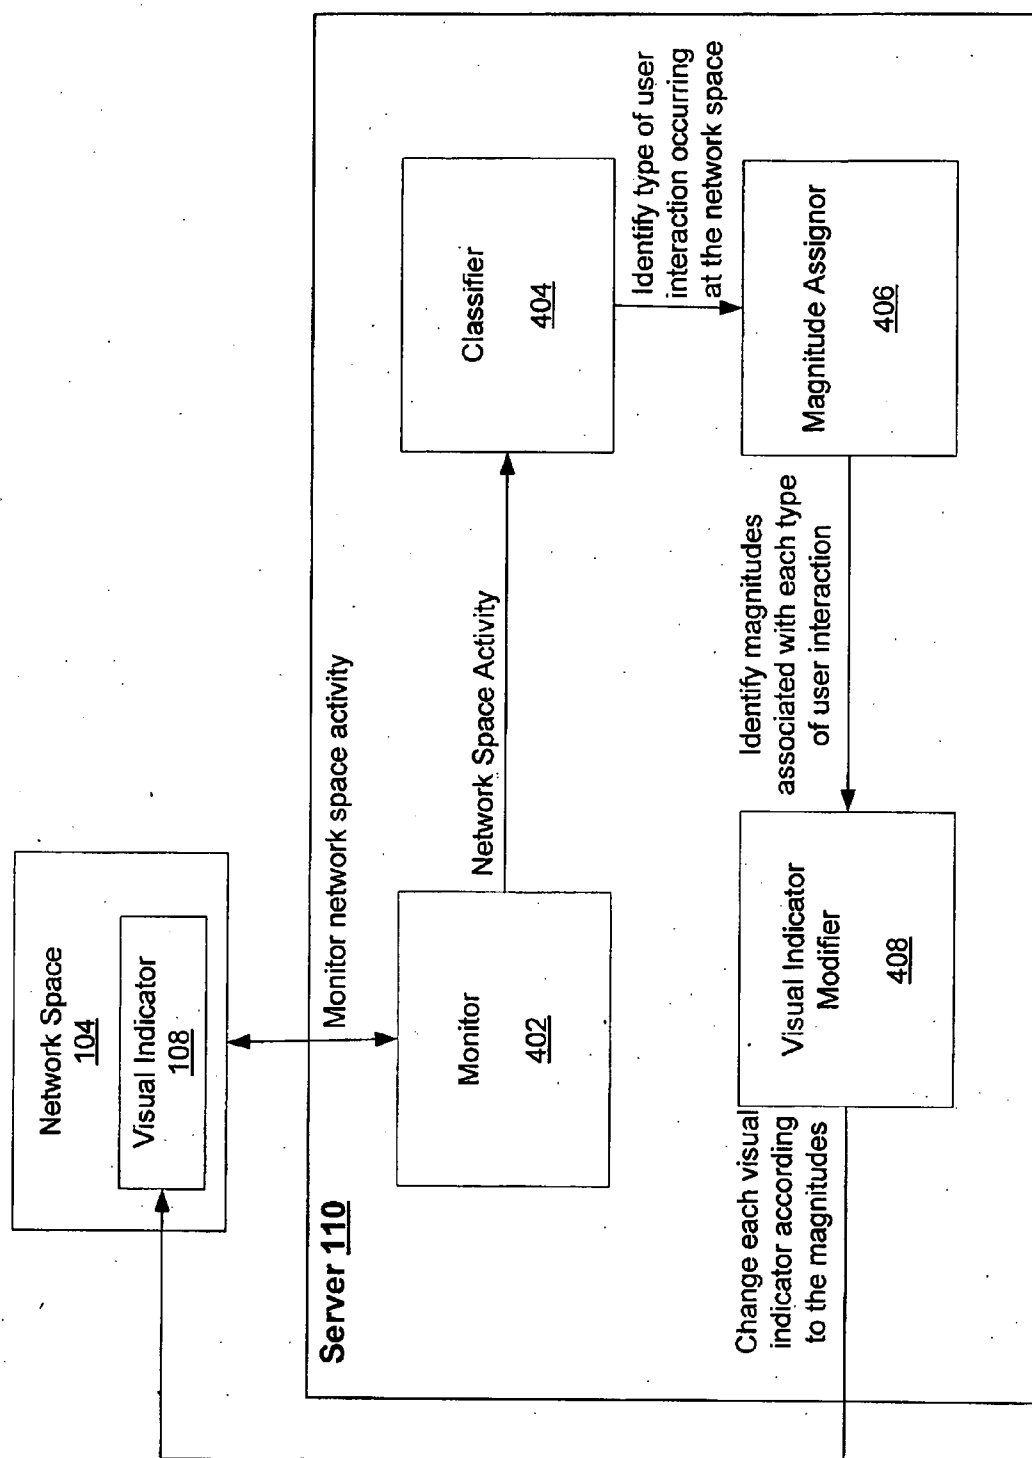 Network Space
104
Visual Indicator
108
Monitor network space activity
Server 110
Monitor
402
Network Space Activity
Classifier
404
Identify type of user
interaction occurring
at the network space
Magnitude Assignor
406
Identify magnitudes
associated with each type
of user interaction
Visual Indicator
Modifier
408
Change each visual
indicator according
to the magnitudes